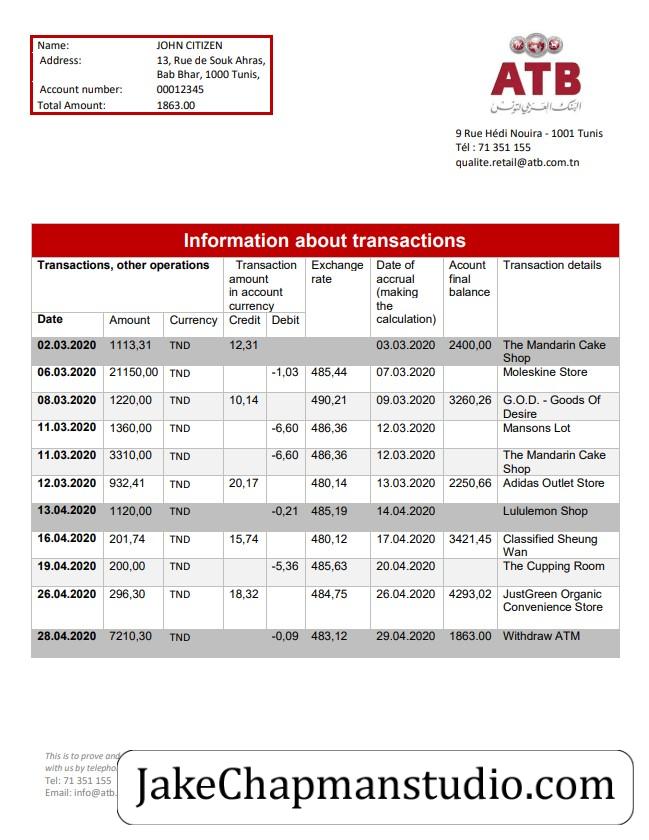 Name: JOHN CITIZEN
Address: 13, Rue de Souk Ahras,
Bab Bhar, 1000 Tunis,
Account number: 00012345
Total Amount: 1863.00
ATB
البنك العربي لتونس
9 Rue Hédi Nouira - 1001 Tunis
Tél : 71 351 155
qualite.retail@atb.com.tn
Information about transactions
Transactions, other operations Transaction amount in account currency Exchange rate Date of accrual (making the calculation) Acount final balance Transaction details
Date Amount Currency Credit Debit
02.03.2020 1113,31 TND 12,31 03.03.2020 2400,00 The Mandarin Cake Shop
06.03.2020 21150,00 TND -1,03 485,44 07.03.2020 Moleskine Store
08.03.2020 1220,00 TND 10,14 490,21 09.03.2020 3260,26 G.O.D. - Goods Of Desire
11.03.2020 1360,00 TND -6,60 486,36 12.03.2020 Mansons Lot
11.03.2020 3310,00 TND -6,60 486,36 12.03.2020 The Mandarin Cake Shop
12.03.2020 932,41 TND 20,17 480,14 13.03.2020 2250,66 Adidas Outlet Store
13.04.2020 1120,00 TND -0,21 485,19 14.04.2020 Lululemon Shop
16.04.2020 201,74 TND 15,74 480,12 17.04.2020 3421,45 Classified Sheung Wan
19.04.2020 200,00 TND -5,36 485,63 20.04.2020 The Cupping Room
26.04.2020 296,30 TND 18,32 484,75 26.04.2020 4293,02 JustGreen Organic Convenience Store
28.04.2020 7210,30 TND -0,09 483,12 29.04.2020 1863.00 Withdraw ATM
This is to prove and
with us by telepho
Tel: 71 351 155
Email: info@atb.
JakeChapmanstudio.com